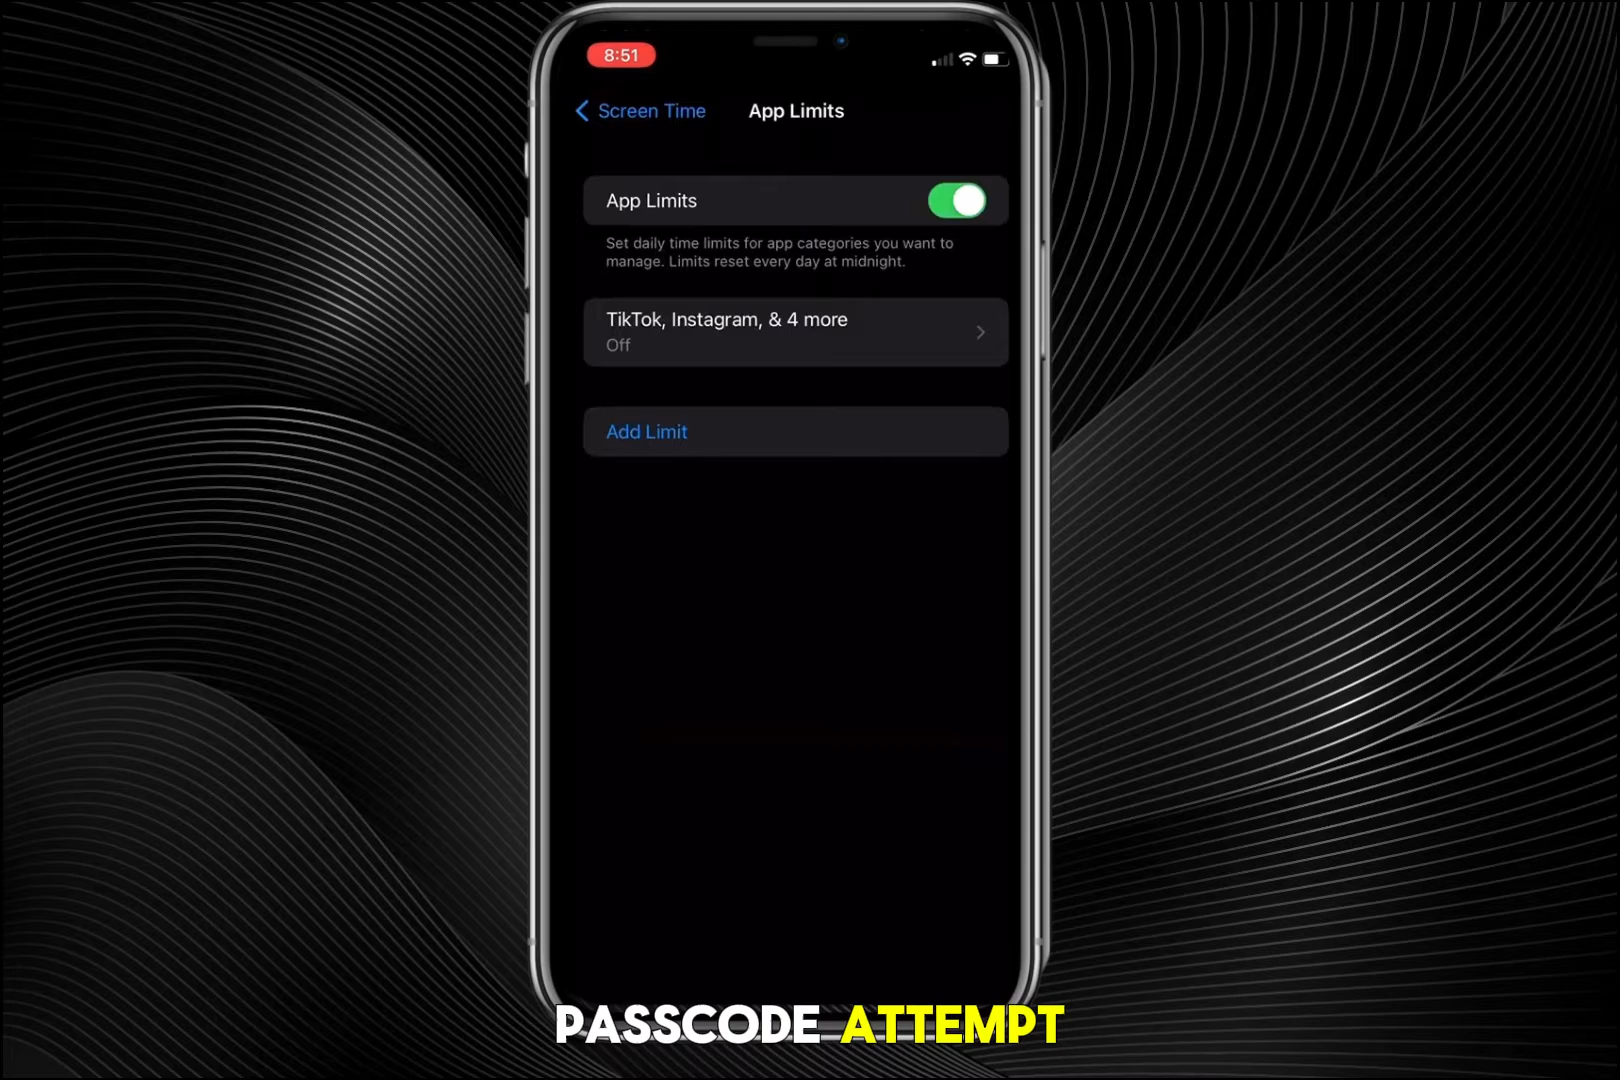 8:51
Screen Time
App Limits
App Limits
Set daily time limits for app categories you want to
manage. Limits reset every day at midnight.
TikTok, Instagram, & 4 more
Off
Add Limit
PASSCODE ATTEMPT